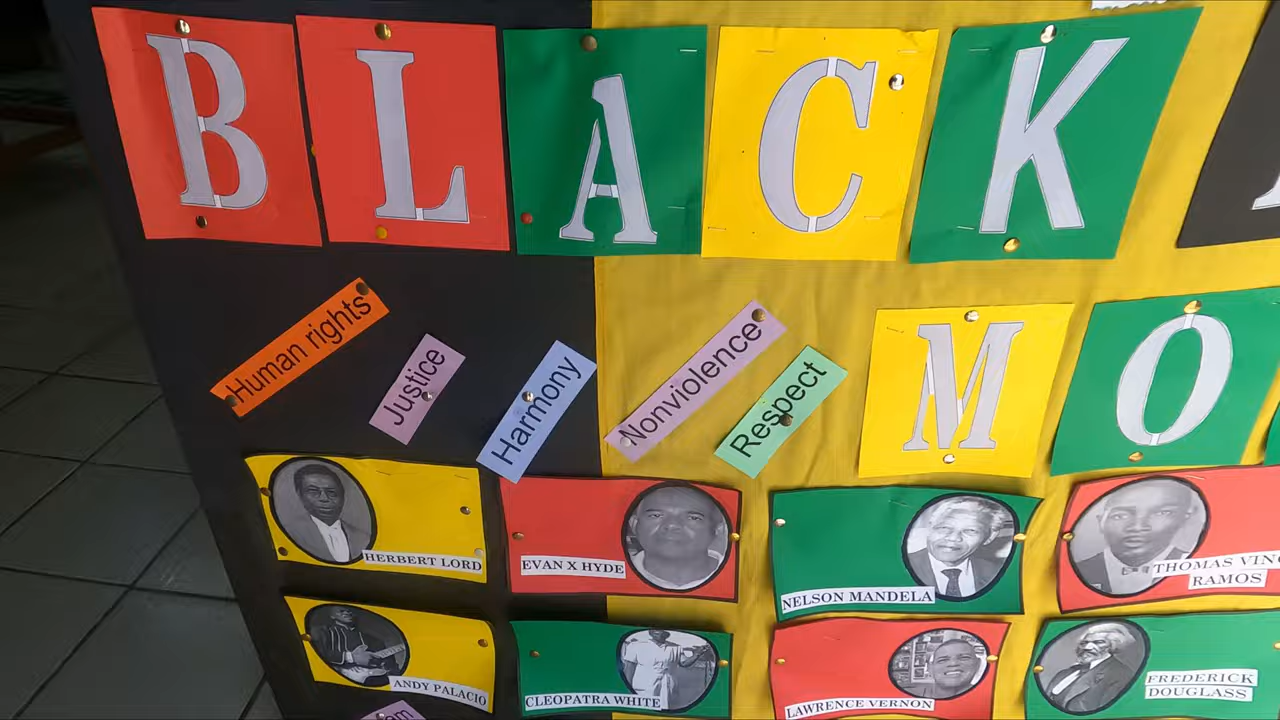 BLACK
Human rights
Justice
Harmony
Nonviolence
Respect
MO
HERBERT LORD
EVAN X HYDE
NELSON MANDELA
THOMAS VINC
RAMOS
ANDY PALACIO
CLEOPATRA WHITE
LAWRENCE VERNON
FREDERICK
DOUGLASS